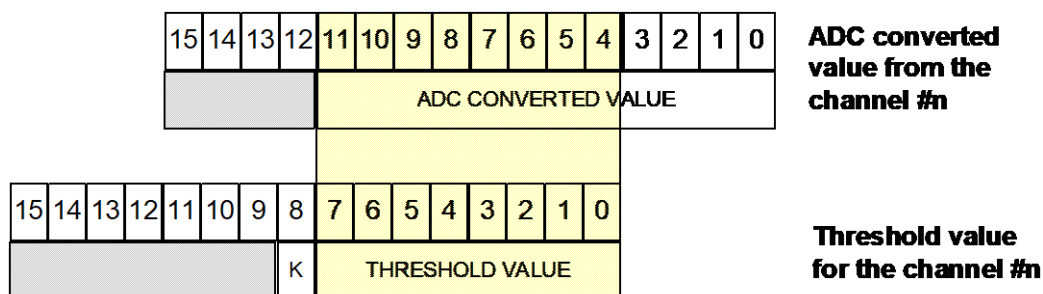 15 14 13 12 11 10 9 8 7 6 5 4 3 2 1 0
ADC converted
value from the
channel #n
ADC CONVERTED VALUE
15 14 13 12 11 10 9 8 7 6 5 4 3 2 1 0
K THRESHOLD VALUE
Threshold value
for the channel #n